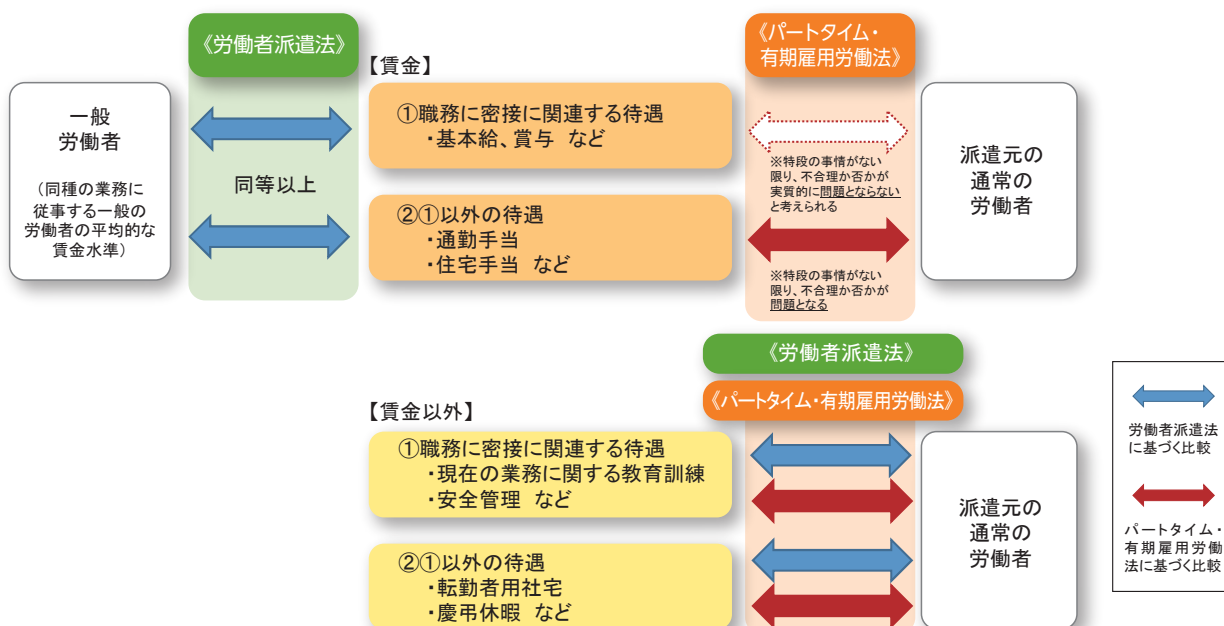 《労働者派遣法》
《パートタイム・
有期雇用労働法》
【賃金】
一般
労働者
(同種の業務に
従事する一般の
労働者の平均的な
賃金水準)
同等以上
①職務に密接に関連する待遇
・基本給、賞与 など
②①以外の待遇
・通勤手当
・住宅手当 など
※特段の事情がない
限り、不合理か否かが
実質的に問題とならない
と考えられる
※特段の事情がない
限り、不合理か否かが
問題となる
派遣元の
通常の
労働者
《労働者派遣法》
《パートタイム・有期雇用労働法》
【賃金以外】
①職務に密接に関連する待遇
・現在の業務に関する教育訓練
・安全管理 など
②①以外の待遇
・転勤者用社宅
・慶弔休暇 など
派遣元の
通常の
労働者
労働者派遣法
に基づく比較
パートタイム・
有期雇用労働
法に基づく比較